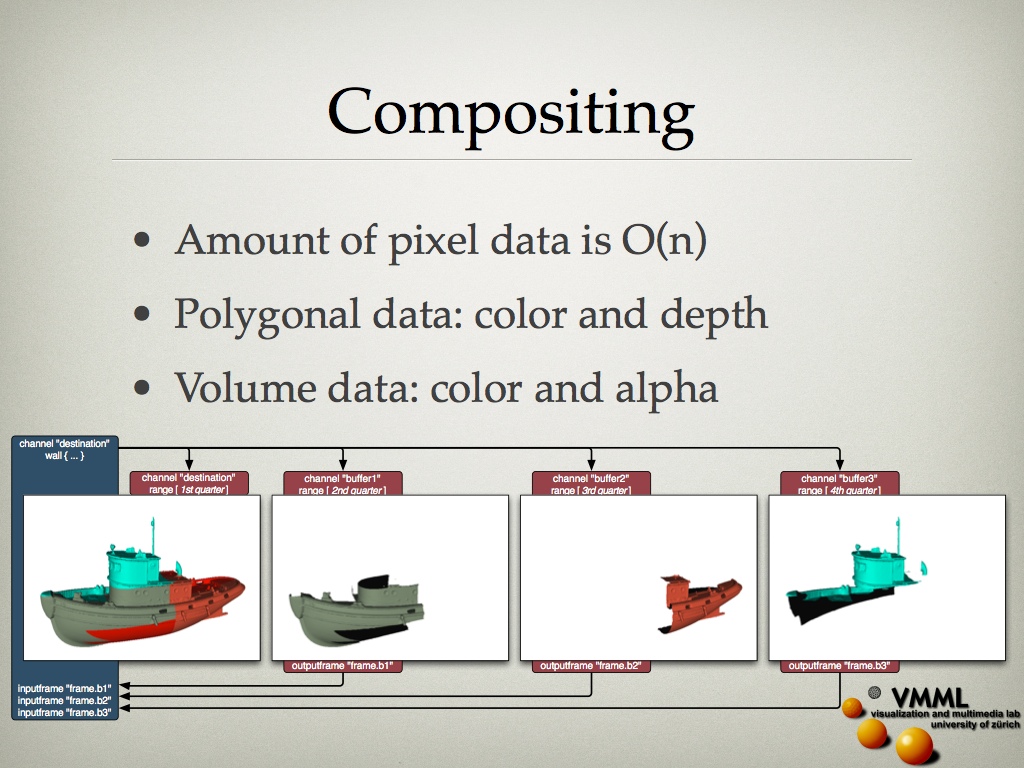 Compositing
• Amount of pixel data is O(n)
• Polygonal data: color and depth
• Volume data: color and alpha
channel "destination"
wall { ... }
channel "destination"
range [ 1st quarter ]
channel "buffer1"
range [ 2nd quarter ]
channel "buffer2"
range [ 3rd quarter ]
channel "buffer3"
range [ 4th quarter ]
outputframe "frame.b1"
outputframe "frame.b2"
outputframe "frame.b3"
inputframe "frame.b1"
inputframe "frame.b2"
inputframe "frame.b3"
VMML
visualization and multimedia lab
university of zürich